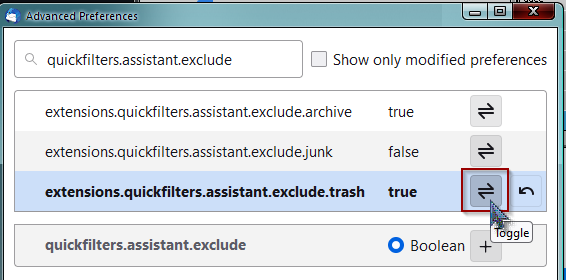 Advanced Preferences
quickfilters.assistant.exclude Show only modified preferences
extensions.quickfilters.assistant.exclude.archive true
extensions.quickfilters.assistant.exclude.junk false
extensions.quickfilters.assistant.exclude.trash true
Toggle
quickfilters.assistant.exclude Boolean